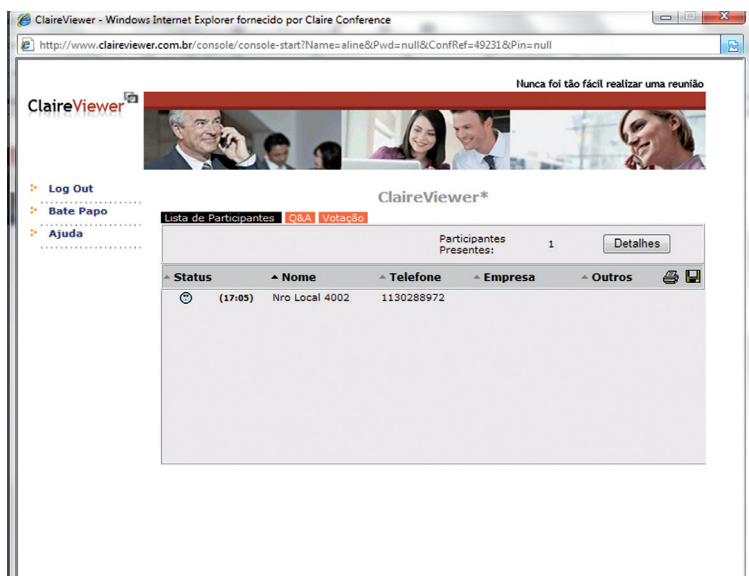 ClaireViewer - Windows Internet Explorer fornecido por Claire Conference
http://www.claireviewer.com.br/console/console-start?Name=aline&Pwd=null&ConfRef=49231&Pin=null
Nunca foi tão fácil realizar uma reunião
ClaireViewer
Log Out
Bate Papo
Ajuda
ClaireViewer*
Lista de Participantes Q&A Votação
Participantes Presentes: 1 Detalhes
Status Nome Telefone Empresa Outros
(17:05) Nro Local 4002 1130288972